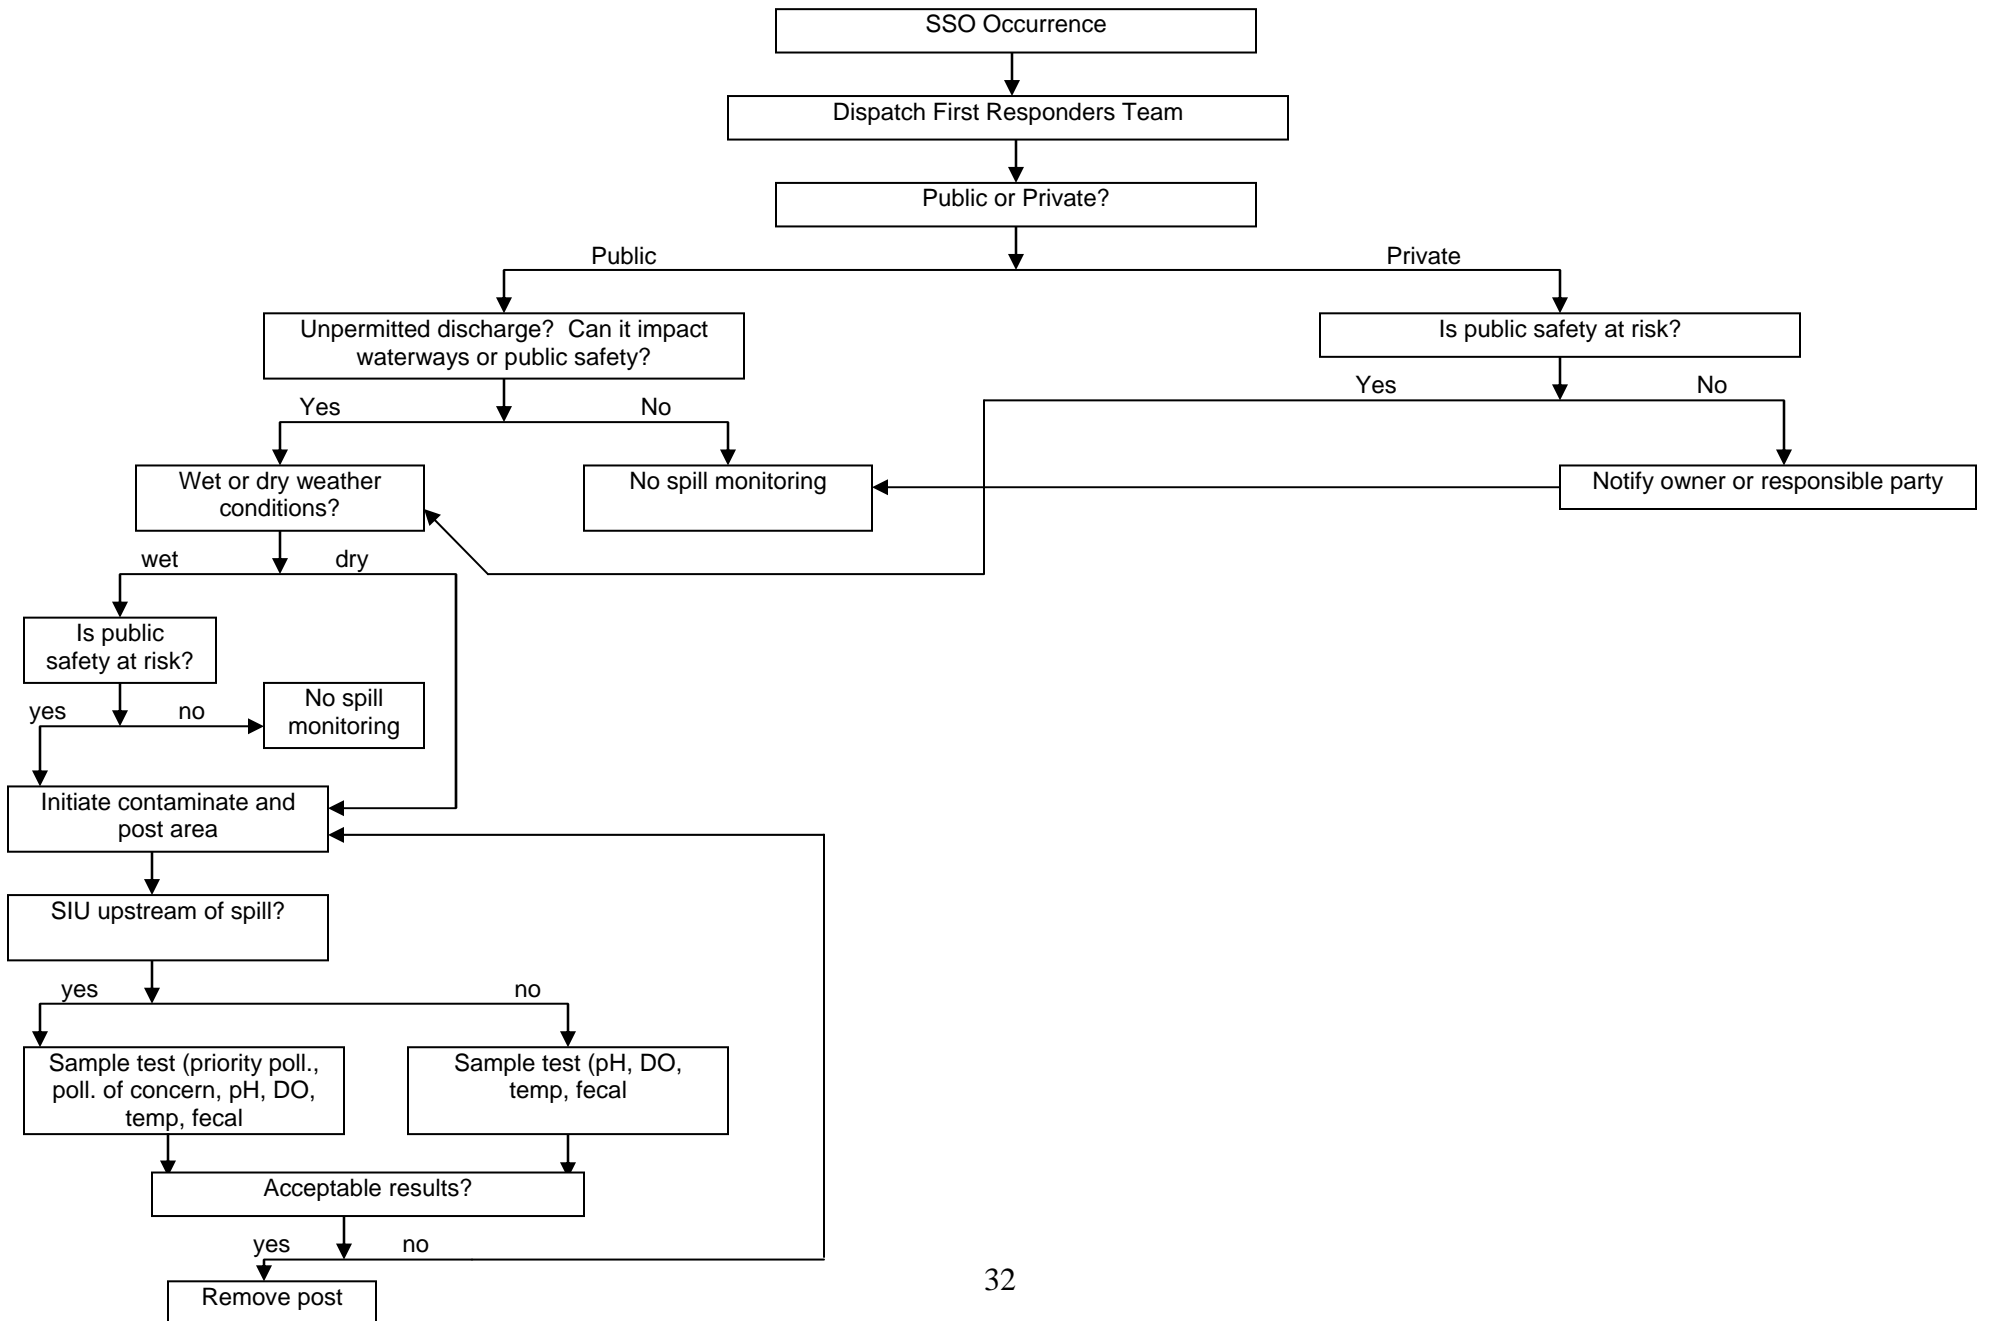 SSO Occurrence
Dispatch First Responders Team
Public or Private?
Public
Private
Unpermitted discharge?  Can it impact
waterways or public safety?
Is public safety at risk?
Yes
No
Yes
No
Wet or dry weather
conditions?
No spill monitoring
Notify owner or responsible party
wet
dry
Is public
safety at risk?
No spill
monitoring
yes
no
Initiate contaminate and
post area
SIU upstream of spill?
yes
no
Sample test (priority poll.,
poll. of concern, pH, DO,
temp, fecal
Sample test (pH, DO,
temp, fecal
Acceptable results?
yes
no
Remove post
32